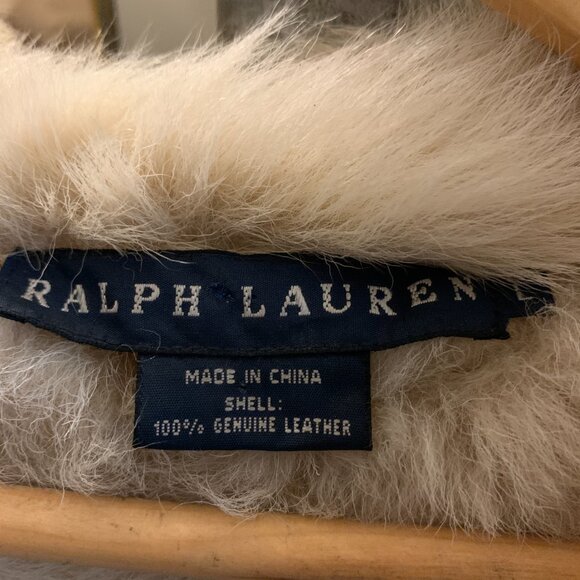 RALPH LAUREN
MADE IN CHINA
SHELL:
100% GENUINE LEATHER